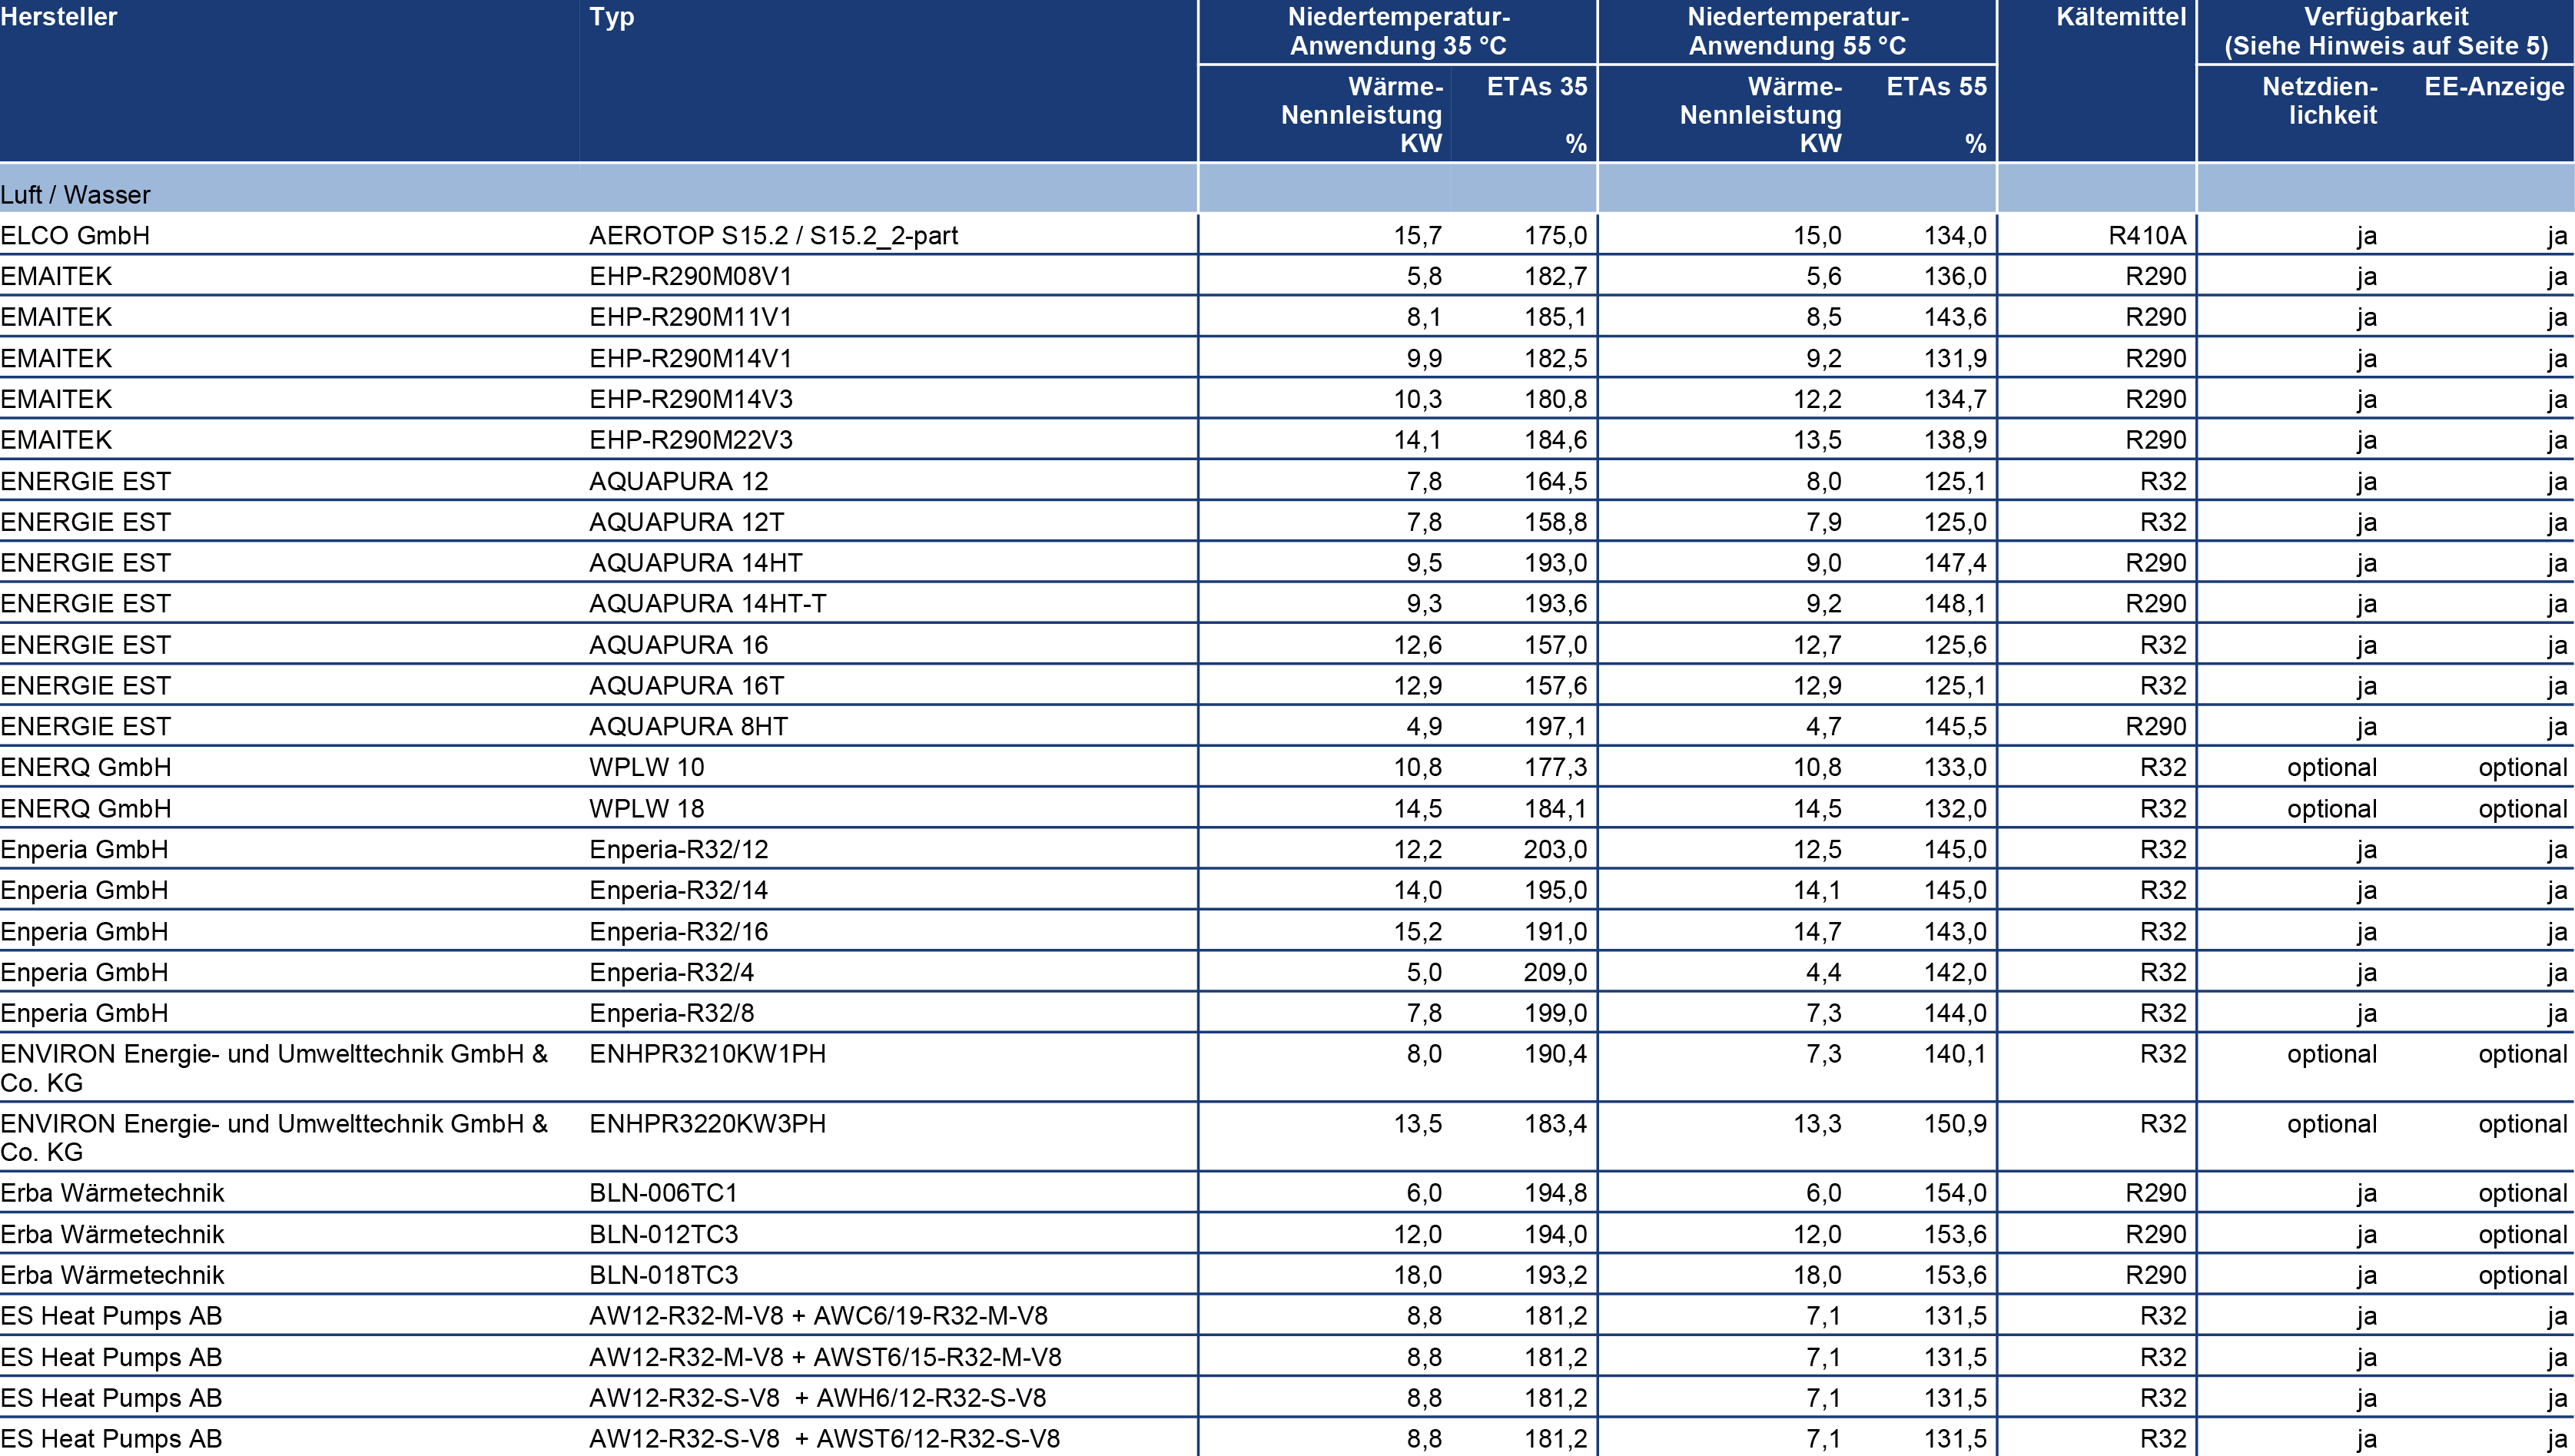 Hersteller Typ Niedertemperatur- Niedertemperatur- Kältemittel Verfügbarkeit
Anwendung 35 °C Anwendung 55 °C (Siehe Hinweis auf Seite 5)
Wärme- ETAs 35 Wärme- ETAs 55 Netzdien- EE-Anzeige
Nennleistung Nennleistung lichkeit
KW % KW %
Luft / Wasser
ELCO GmbH AEROTOP S15.2 / S15.2_2-part 15,7 175,0 15,0 134,0 R410A ja ja
EMAITEK EHP-R290M08V1 5,8 182,7 5,6 136,0 R290 ja ja
EMAITEK EHP-R290M11V1 8,1 185,1 8,5 143,6 R290 ja ja
EMAITEK EHP-R290M14V1 9,9 182,5 9,2 131,9 R290 ja ja
EMAITEK EHP-R290M14V3 10,3 180,8 12,2 134,7 R290 ja ja
EMAITEK EHP-R290M22V3 14,1 184,6 13,5 138,9 R290 ja ja
ENERGIE EST AQUAPURA 12 7,8 164,5 8,0 125,1 R32 ja ja
ENERGIE EST AQUAPURA 12T 7,8 158,8 7,9 125,0 R32 ja ja
ENERGIE EST AQUAPURA 14HT 9,5 193,0 9,0 147,4 R290 ja ja
ENERGIE EST AQUAPURA 14HT-T 9,3 193,6 9,2 148,1 R290 ja ja
ENERGIE EST AQUAPURA 16 12,6 157,0 12,7 125,6 R32 ja ja
ENERGIE EST AQUAPURA 16T 12,9 157,6 12,9 125,1 R32 ja ja
ENERGIE EST AQUAPURA 8HT 4,9 197,1 4,7 145,5 R290 ja ja
ENERQ GmbH WPLW 10 10,8 177,3 10,8 133,0 R32 optional optional
ENERQ GmbH WPLW 18 14,5 184,1 14,5 132,0 R32 optional optional
Enperia GmbH Enperia-R32/12 12,2 203,0 12,5 145,0 R32 ja ja
Enperia GmbH Enperia-R32/14 14,0 195,0 14,1 145,0 R32 ja ja
Enperia GmbH Enperia-R32/16 15,2 191,0 14,7 143,0 R32 ja ja
Enperia GmbH Enperia-R32/4 5,0 209,0 4,4 142,0 R32 ja ja
Enperia GmbH Enperia-R32/8 7,8 199,0 7,3 144,0 R32 ja ja
ENVIRON Energie- und Umwelttechnik GmbH & ENHPR3210KW1PH 8,0 190,4 7,3 140,1 R32 optional optional
Co. KG
ENVIRON Energie- und Umwelttechnik GmbH & ENHPR3220KW3PH 13,5 183,4 13,3 150,9 R32 optional optional
Co. KG
Erba Wärmetechnik BLN-006TC1 6,0 194,8 6,0 154,0 R290 ja optional
Erba Wärmetechnik BLN-012TC3 12,0 194,0 12,0 153,6 R290 ja optional
Erba Wärmetechnik BLN-018TC3 18,0 193,2 18,0 153,6 R290 ja optional
ES Heat Pumps AB AW12-R32-M-V8 + AWC6/19-R32-M-V8 8,8 181,2 7,1 131,5 R32 ja ja
ES Heat Pumps AB AW12-R32-M-V8 + AWST6/15-R32-M-V8 8,8 181,2 7,1 131,5 R32 ja ja
ES Heat Pumps AB AW12-R32-S-V8 + AWH6/12-R32-S-V8 8,8 181,2 7,1 131,5 R32 ja ja
ES Heat Pumps AB AW12-R32-S-V8 + AWST6/12-R32-S-V8 8,8 181,2 7,1 131,5 R32 ja ja